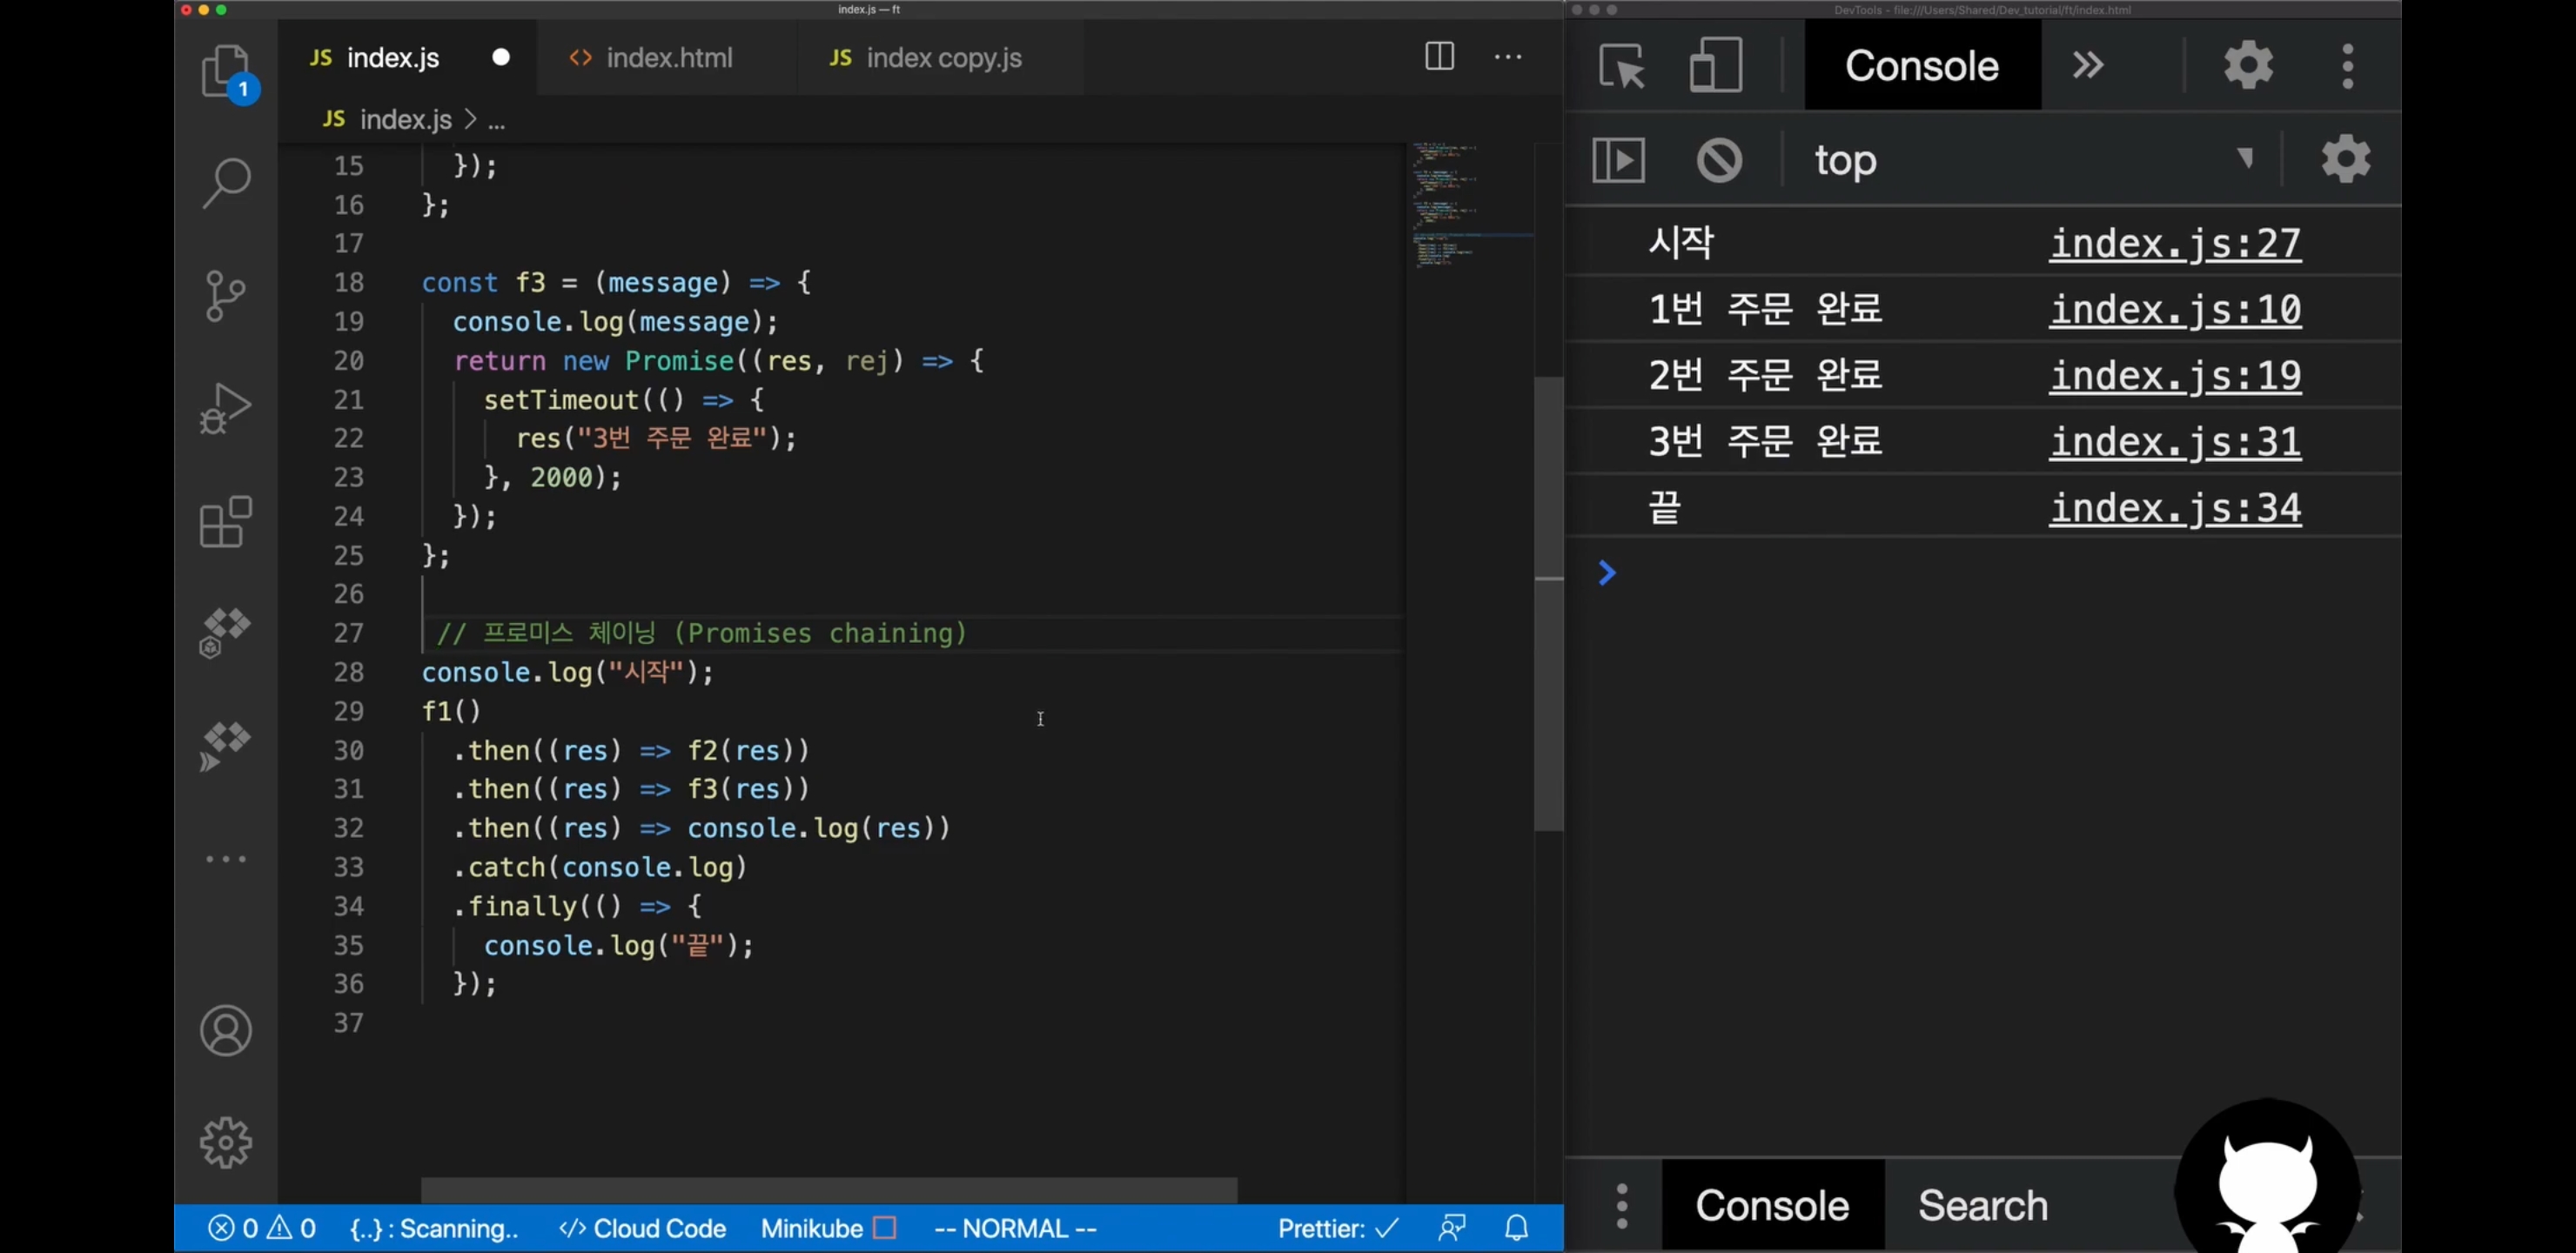 index.js — ft
JS index.js
<> index.html
JS index copy.js
JS index.js > ...
1
15 });
16 };
17
18 const f3 = (message) => {
19 console.log(message);
20 return new Promise((res, rej) => {
21 setTimeout(() => {
22 res("3번 주문 완료");
23 }, 2000);
24 });
25 };
26
27 // 프로미스 체이닝 (Promises chaining)
28 console.log("시작");
29 f1()
30 .then((res) => f2(res))
31 .then((res) => f3(res))
32 .then((res) => console.log(res))
33 .catch(console.log)
34 .finally(() => {
35 console.log("끝");
36 });
37
0 0 {..} : Scanning.. </> Cloud Code Minikube -- NORMAL -- Prettier: ✓
DevTools - file:///Users/Shared/Dev_tutorial/ft/index.html
Console
top
시작 index.js:27
1번 주문 완료 index.js:10
2번 주문 완료 index.js:19
3번 주문 완료 index.js:31
끝 index.js:34
Console Search